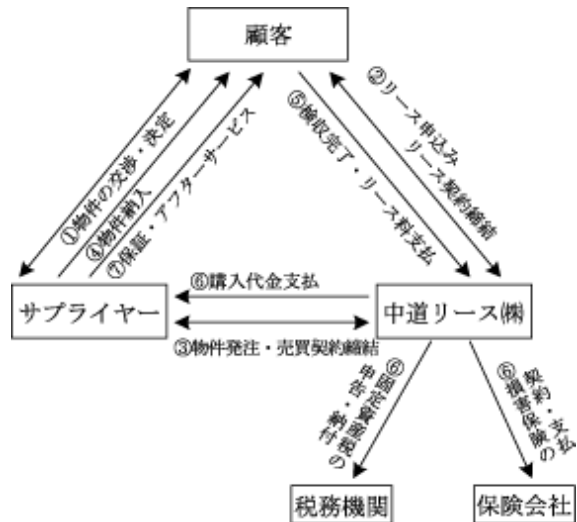 顧客
①物件の交渉・決定
④物件納入
⑦保証・アフターサービス
⑤検収完了・リース料支払
②リース申込み
リース契約締結
サプライヤー
⑥購入代金支払
③物件発注・売買契約締結
中道リース㈱
⑥固定資産税の
申告・納付
⑥損害保険の
契約・支払
税務機関
保険会社